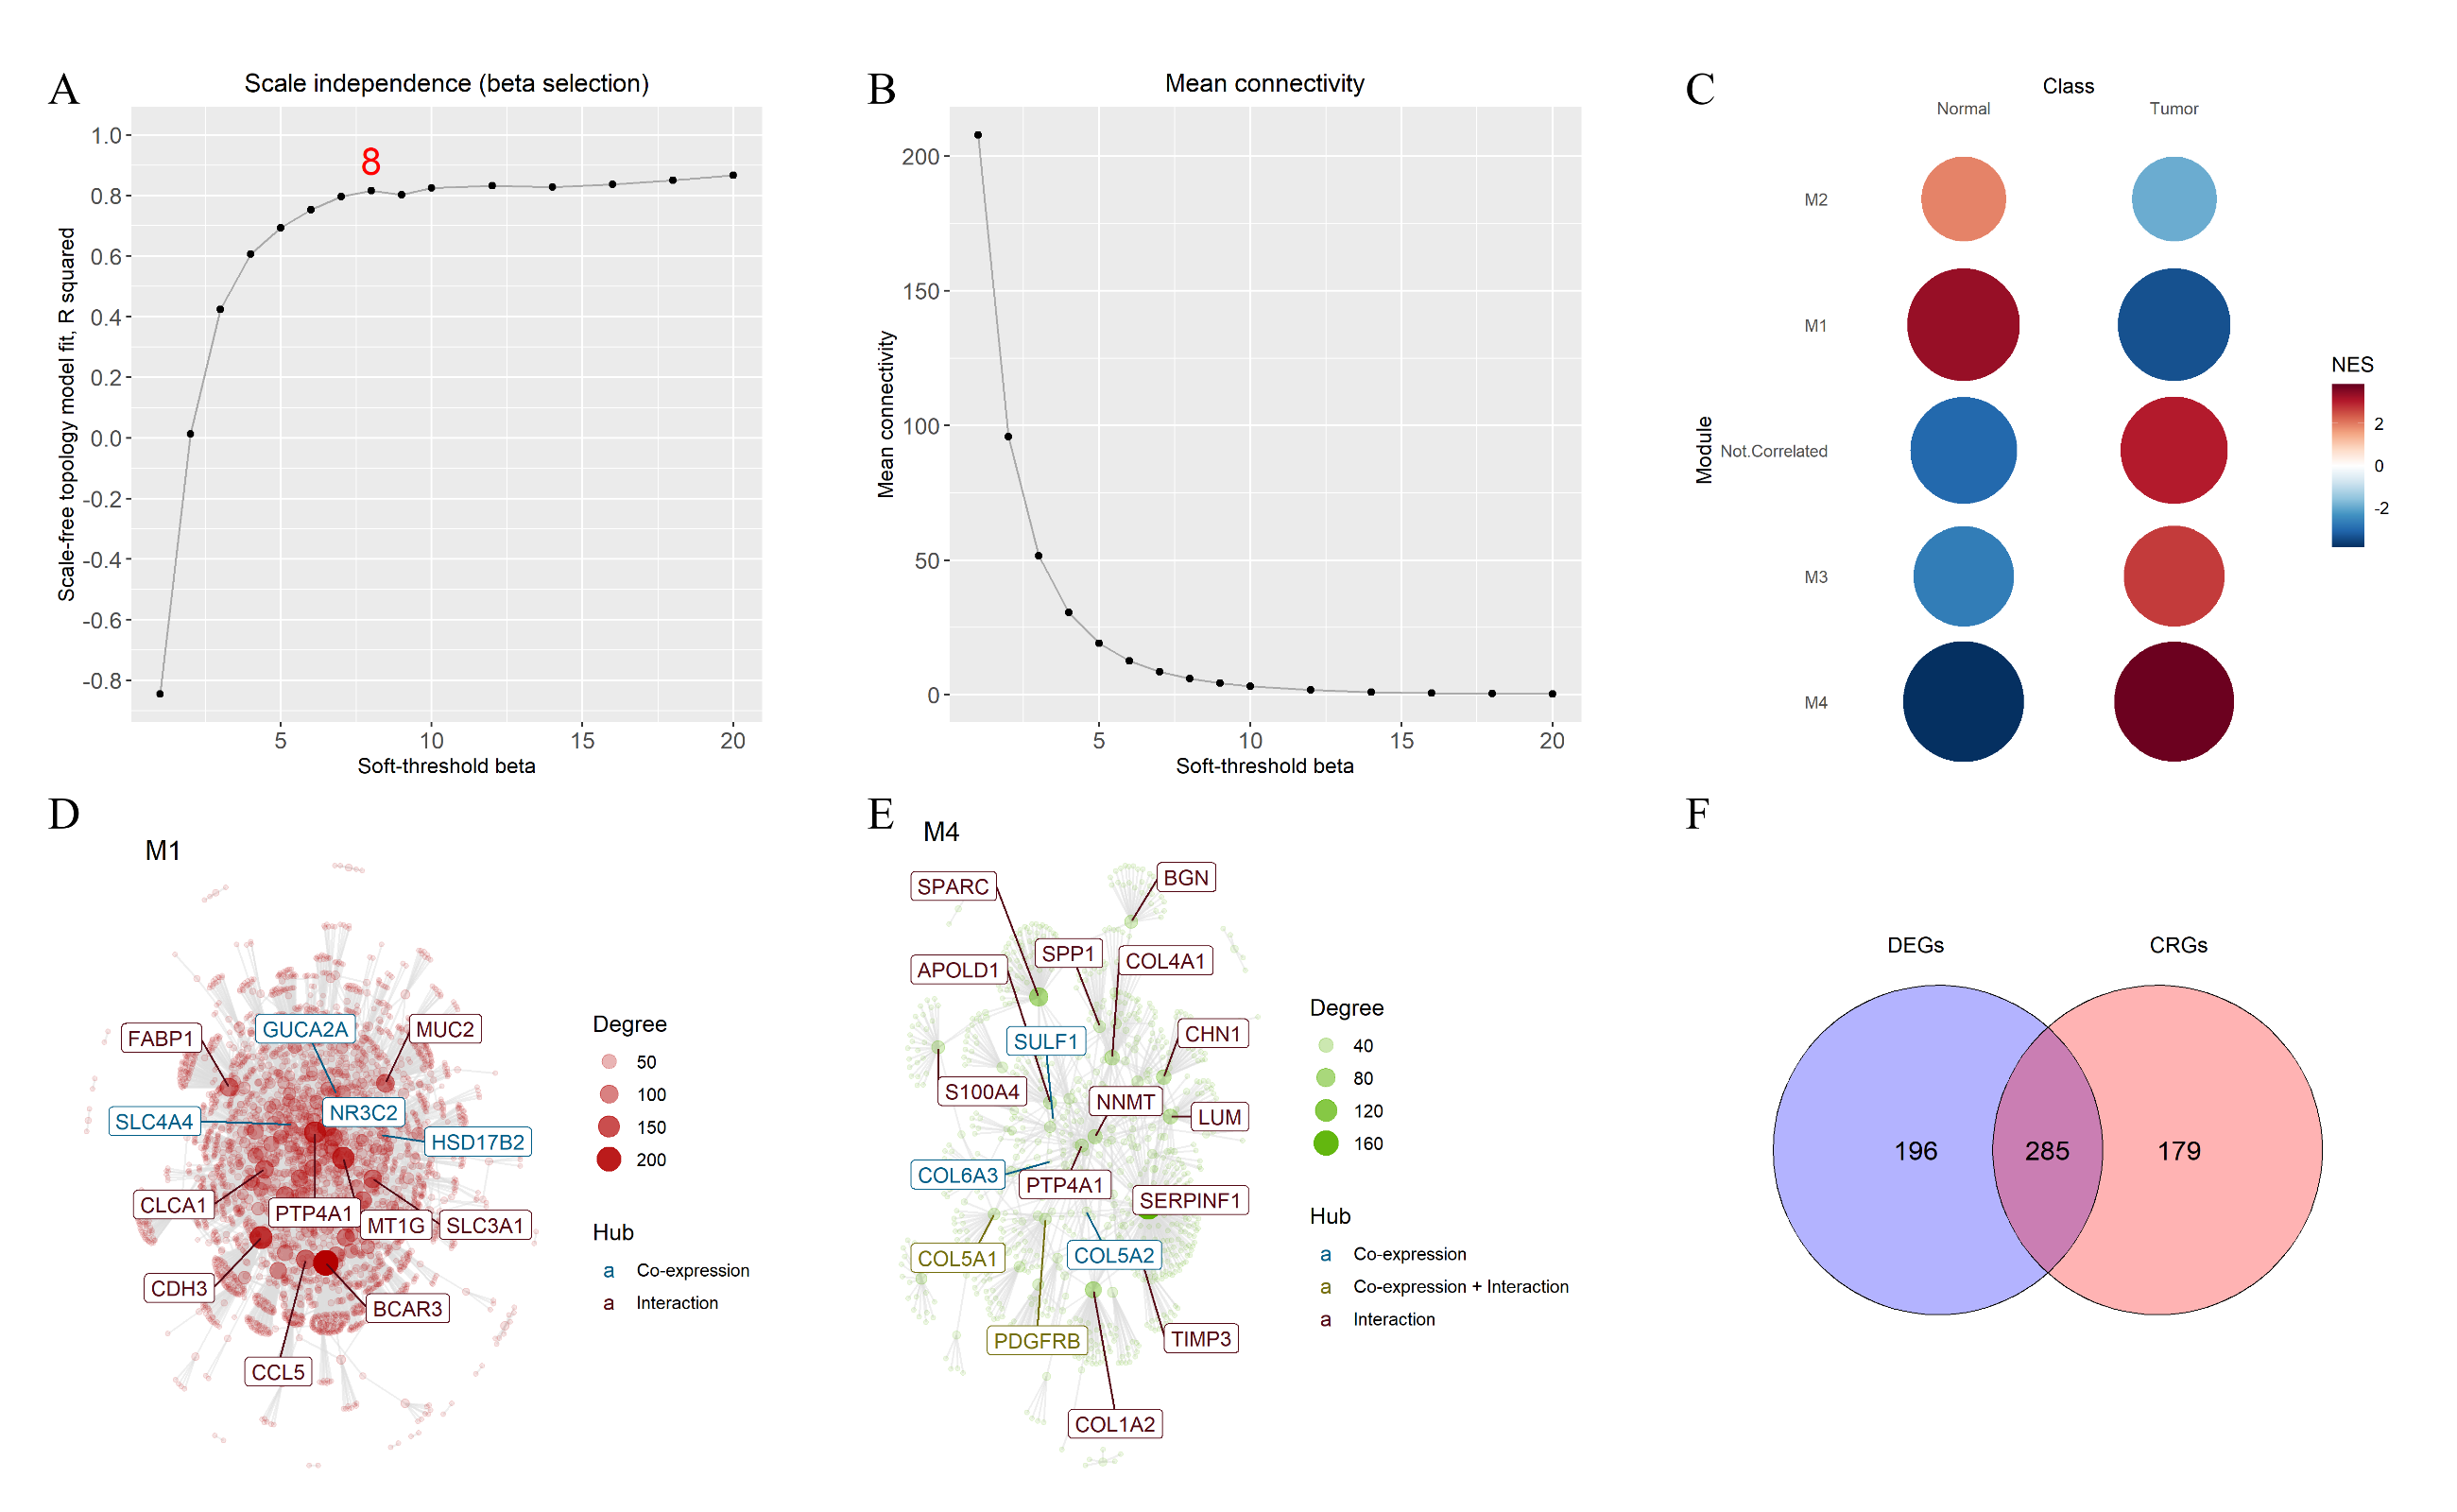 A
Scale independence (beta selection)
Scale-free topology model fit, R squared
1.0
0.8
0.6
0.4
0.2
0.0
-0.2
-0.4
-0.6
-0.8
8
5
10
15
20
Soft-threshold beta
B
Mean connectivity
Mean connectivity
200
150
100
50
0
5
10
15
20
Soft-threshold beta
C
Class
Normal
Tumor
Module
M2
M1
Not.Correlated
M3
M4
NES
2
0
-2
D
M1
FABP1
GUCA2A
MUC2
SLC4A4
NR3C2
HSD17B2
CLCA1
PTP4A1
MT1G
SLC3A1
CDH3
BCAR3
CCL5
Degree
50
100
150
200
Hub
a Co-expression
a Interaction
E
M4
SPARC
BGN
APOLD1
SPP1
COL4A1
SULF1
CHN1
S100A4
NNMT
LUM
COL6A3
PTP4A1
SERPINF1
COL5A1
COL5A2
PDGFRB
TIMP3
COL1A2
Degree
40
80
120
160
Hub
a Co-expression
a Co-expression + Interaction
a Interaction
F
DEGs
CRGs
196
285
179